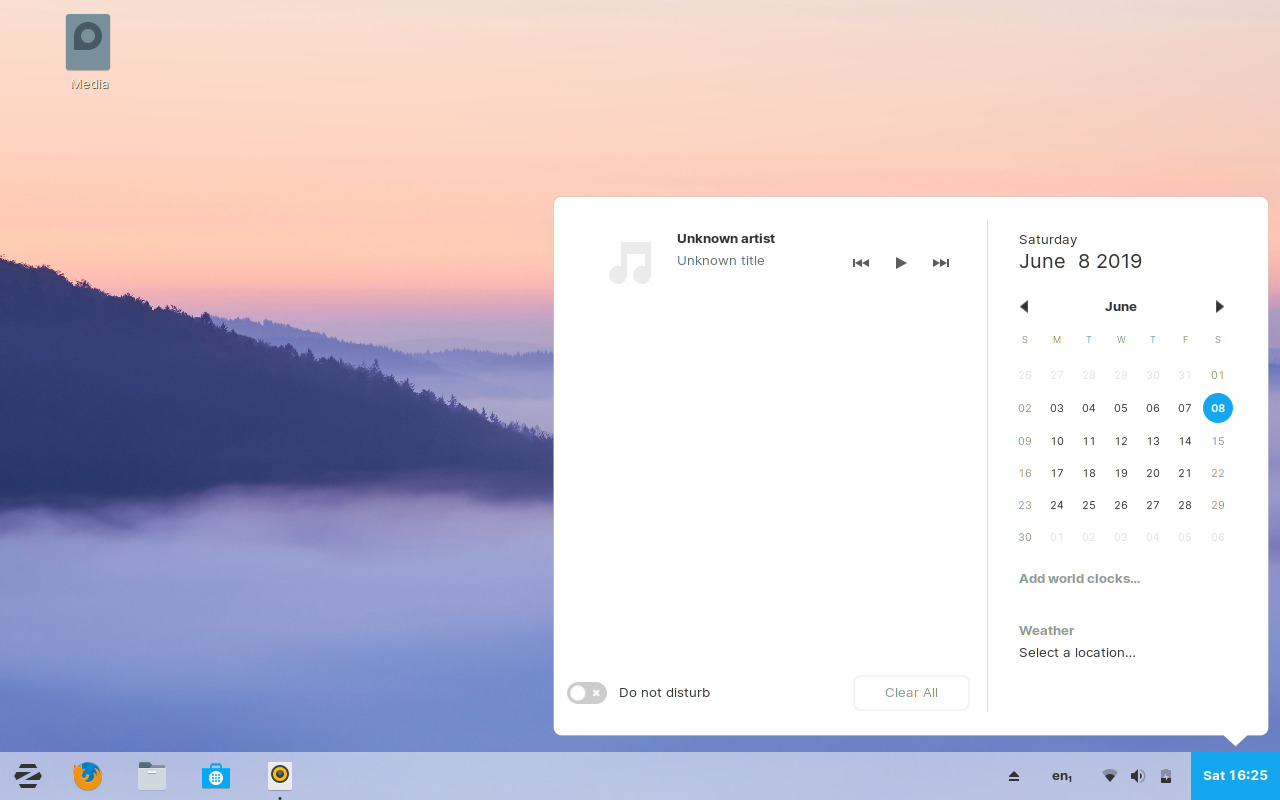 Media
Unknown artist
Unknown title
Do not disturb
Clear All
Saturday
June 8 2019
June
S M T W T F S
26 27 28 29 30 31 01
02 03 04 05 06 07 08
09 10 11 12 13 14 15
16 17 18 19 20 21 22
23 24 25 26 27 28 29
30 01 02 03 04 05 06
Add world clocks...
Weather
Select a location...
en₁
Sat 16:25